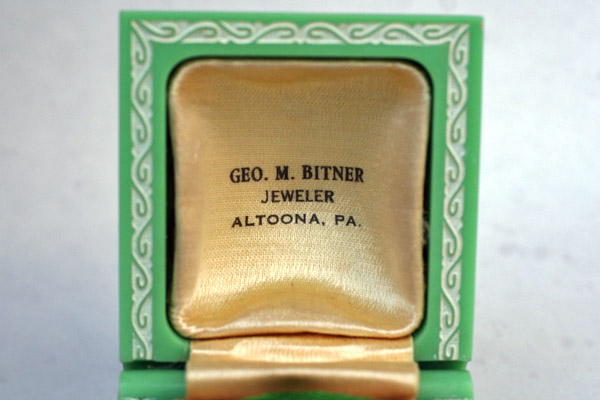 GEO. M. BITNER
JEWELER
ALTOONA, PA.